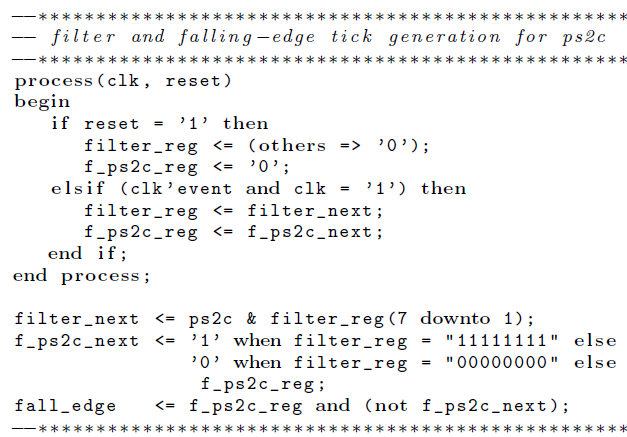 --***************************************************
-- filter and falling-edge tick generation for ps2c
--***************************************************
process(clk, reset)
begin
   if reset = '1' then
      filter_reg <= (others => '0');
      f_ps2c_reg <= '0';
   elsif (clk'event and clk = '1') then
      filter_reg <= filter_next;
      f_ps2c_reg <= f_ps2c_next;
   end if;
end process;

filter_next <= ps2c & filter_reg(7 downto 1);
f_ps2c_next <= '1' when filter_reg = "11111111" else
               '0' when filter_reg = "00000000" else
               f_ps2c_reg;
fall_edge   <= f_ps2c_reg and (not f_ps2c_next);
--***************************************************